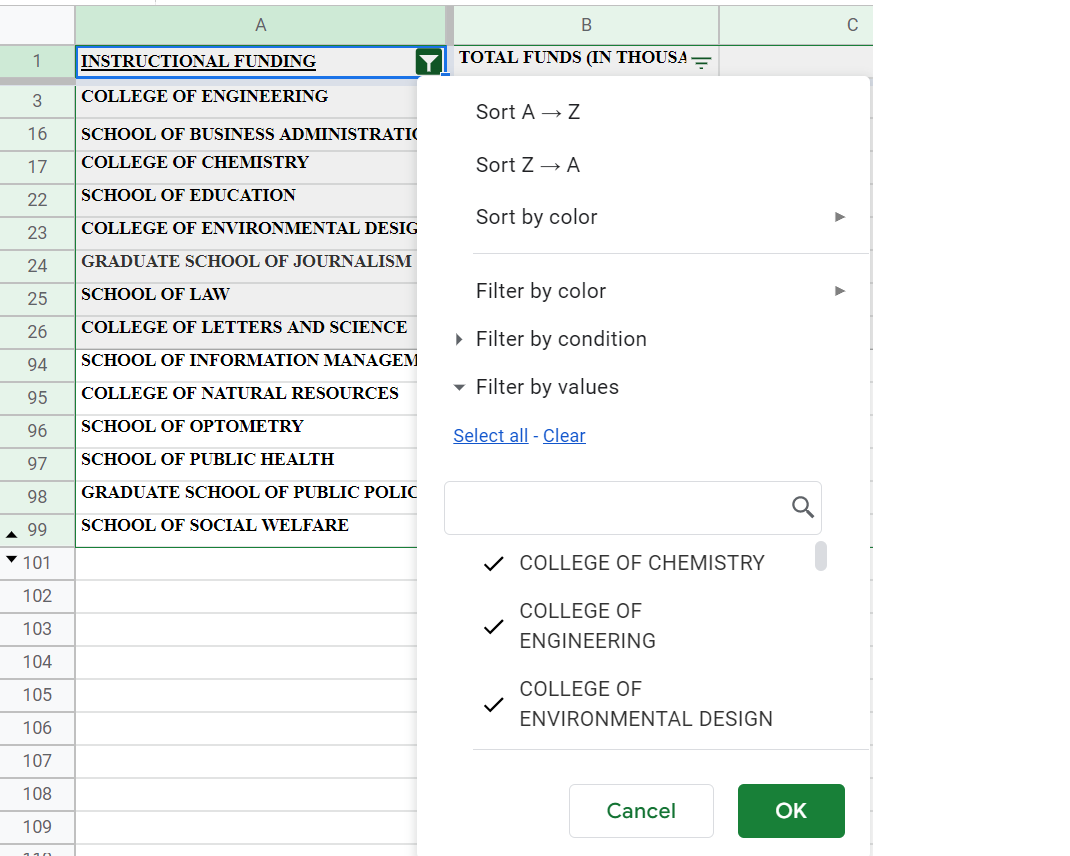 A B C
1 INSTRUCTIONAL FUNDING TOTAL FUNDS (IN THOUSA
3 COLLEGE OF ENGINEERING
16 SCHOOL OF BUSINESS ADMINISTRATIO
17 COLLEGE OF CHEMISTRY
22 SCHOOL OF EDUCATION
23 COLLEGE OF ENVIRONMENTAL DESIG
24 GRADUATE SCHOOL OF JOURNALISM
25 SCHOOL OF LAW
26 COLLEGE OF LETTERS AND SCIENCE
94 SCHOOL OF INFORMATION MANAGEM
95 COLLEGE OF NATURAL RESOURCES
96 SCHOOL OF OPTOMETRY
97 SCHOOL OF PUBLIC HEALTH
98 GRADUATE SCHOOL OF PUBLIC POLIC
99 SCHOOL OF SOCIAL WELFARE
101
102
103
104
105
106
107
108
109
Sort A → Z
Sort Z → A
Sort by color
Filter by color
Filter by condition
Filter by values
Select all - Clear
COLLEGE OF CHEMISTRY
COLLEGE OF
ENGINEERING
COLLEGE OF
ENVIRONMENTAL DESIGN
Cancel OK